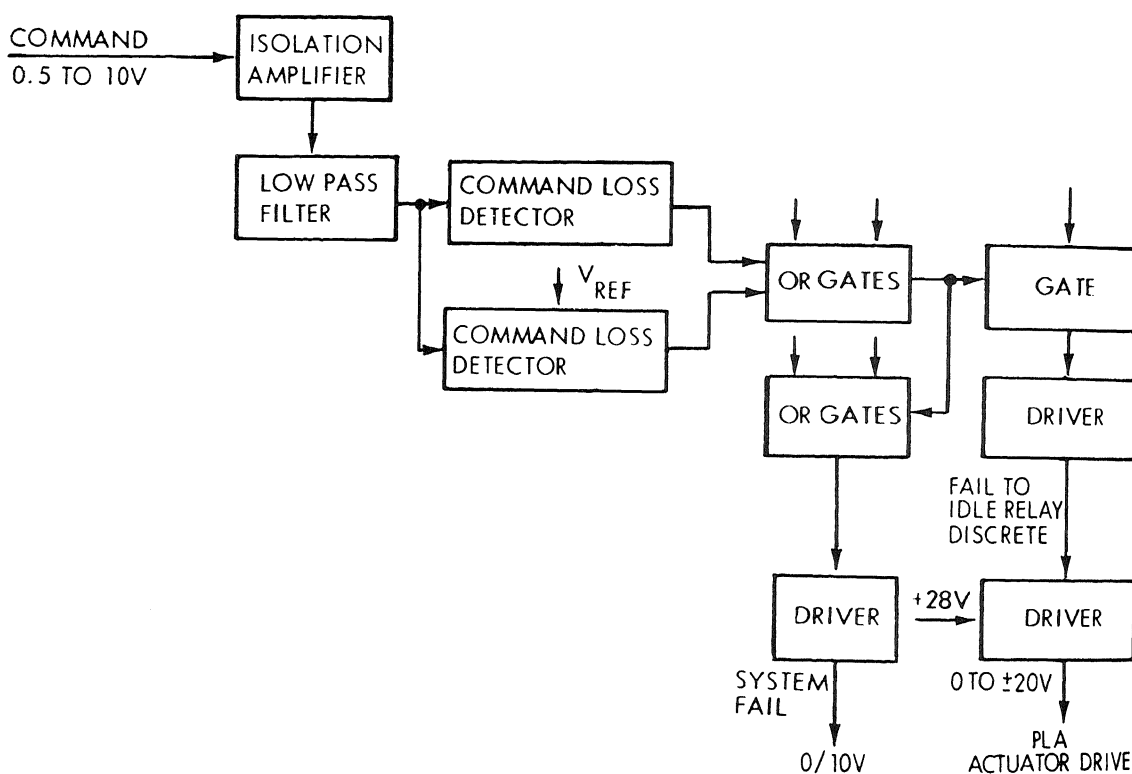 COMMAND
0.5 TO 10V
ISOLATION
AMPLIFIER
LOW PASS
FILTER
COMMAND LOSS
DETECTOR
VREF
COMMAND LOSS
DETECTOR
OR GATES
GATE
OR GATES
DRIVER
FAIL TO
IDLE RELAY
DISCRETE
DRIVER
+28V
DRIVER
SYSTEM
FAIL
0 TO ±20V
0/10V
PLA
ACTUATOR DRIVE